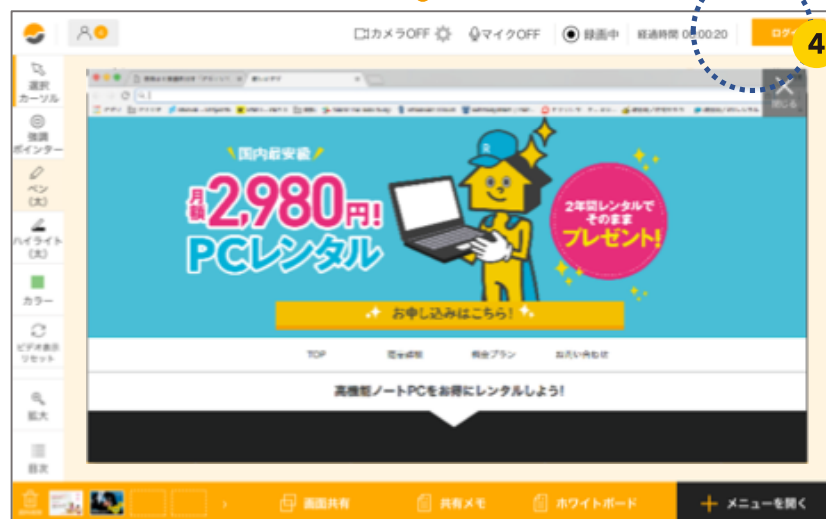 カメラOFF
マイクOFF
録画中
経過時間 00:00:20
4
選択
カーソル
強調
ポインター
ペン
(太)
ハイライト
(太)
カラー
ビデオ表示
リセット
拡大
目次
閉じる
国内最安級
月額2,980円!
PCレンタル
2年間レンタルで
そのまま
プレゼント!
お申し込みはこちら!
TOP
料金プラン
お問い合わせ
高機能ノートPCをお得にレンタルしよう!
画面共有
共有メモ
ホワイトボード
メニューを開く